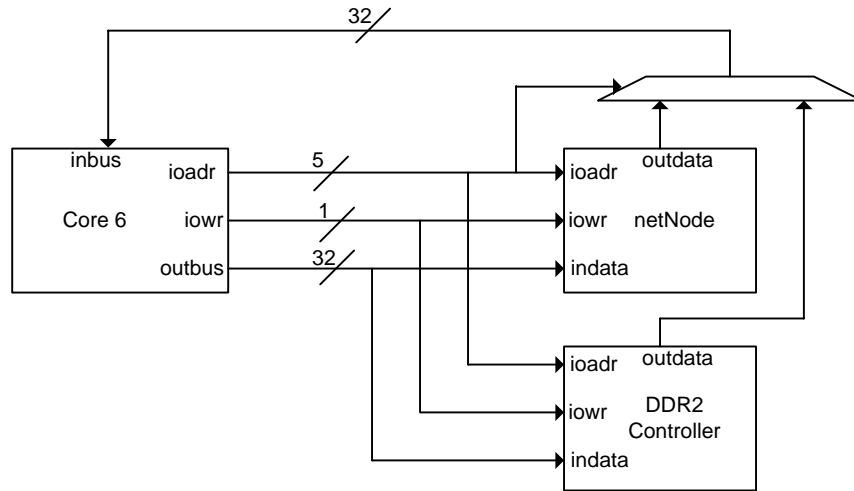 32
inbus
ioadr
Core 6
iowr
outbus
5
1
32
outdata
ioadr
iowr
netNode
indata
outdata
ioadr
iowr
DDR2
Controller
indata